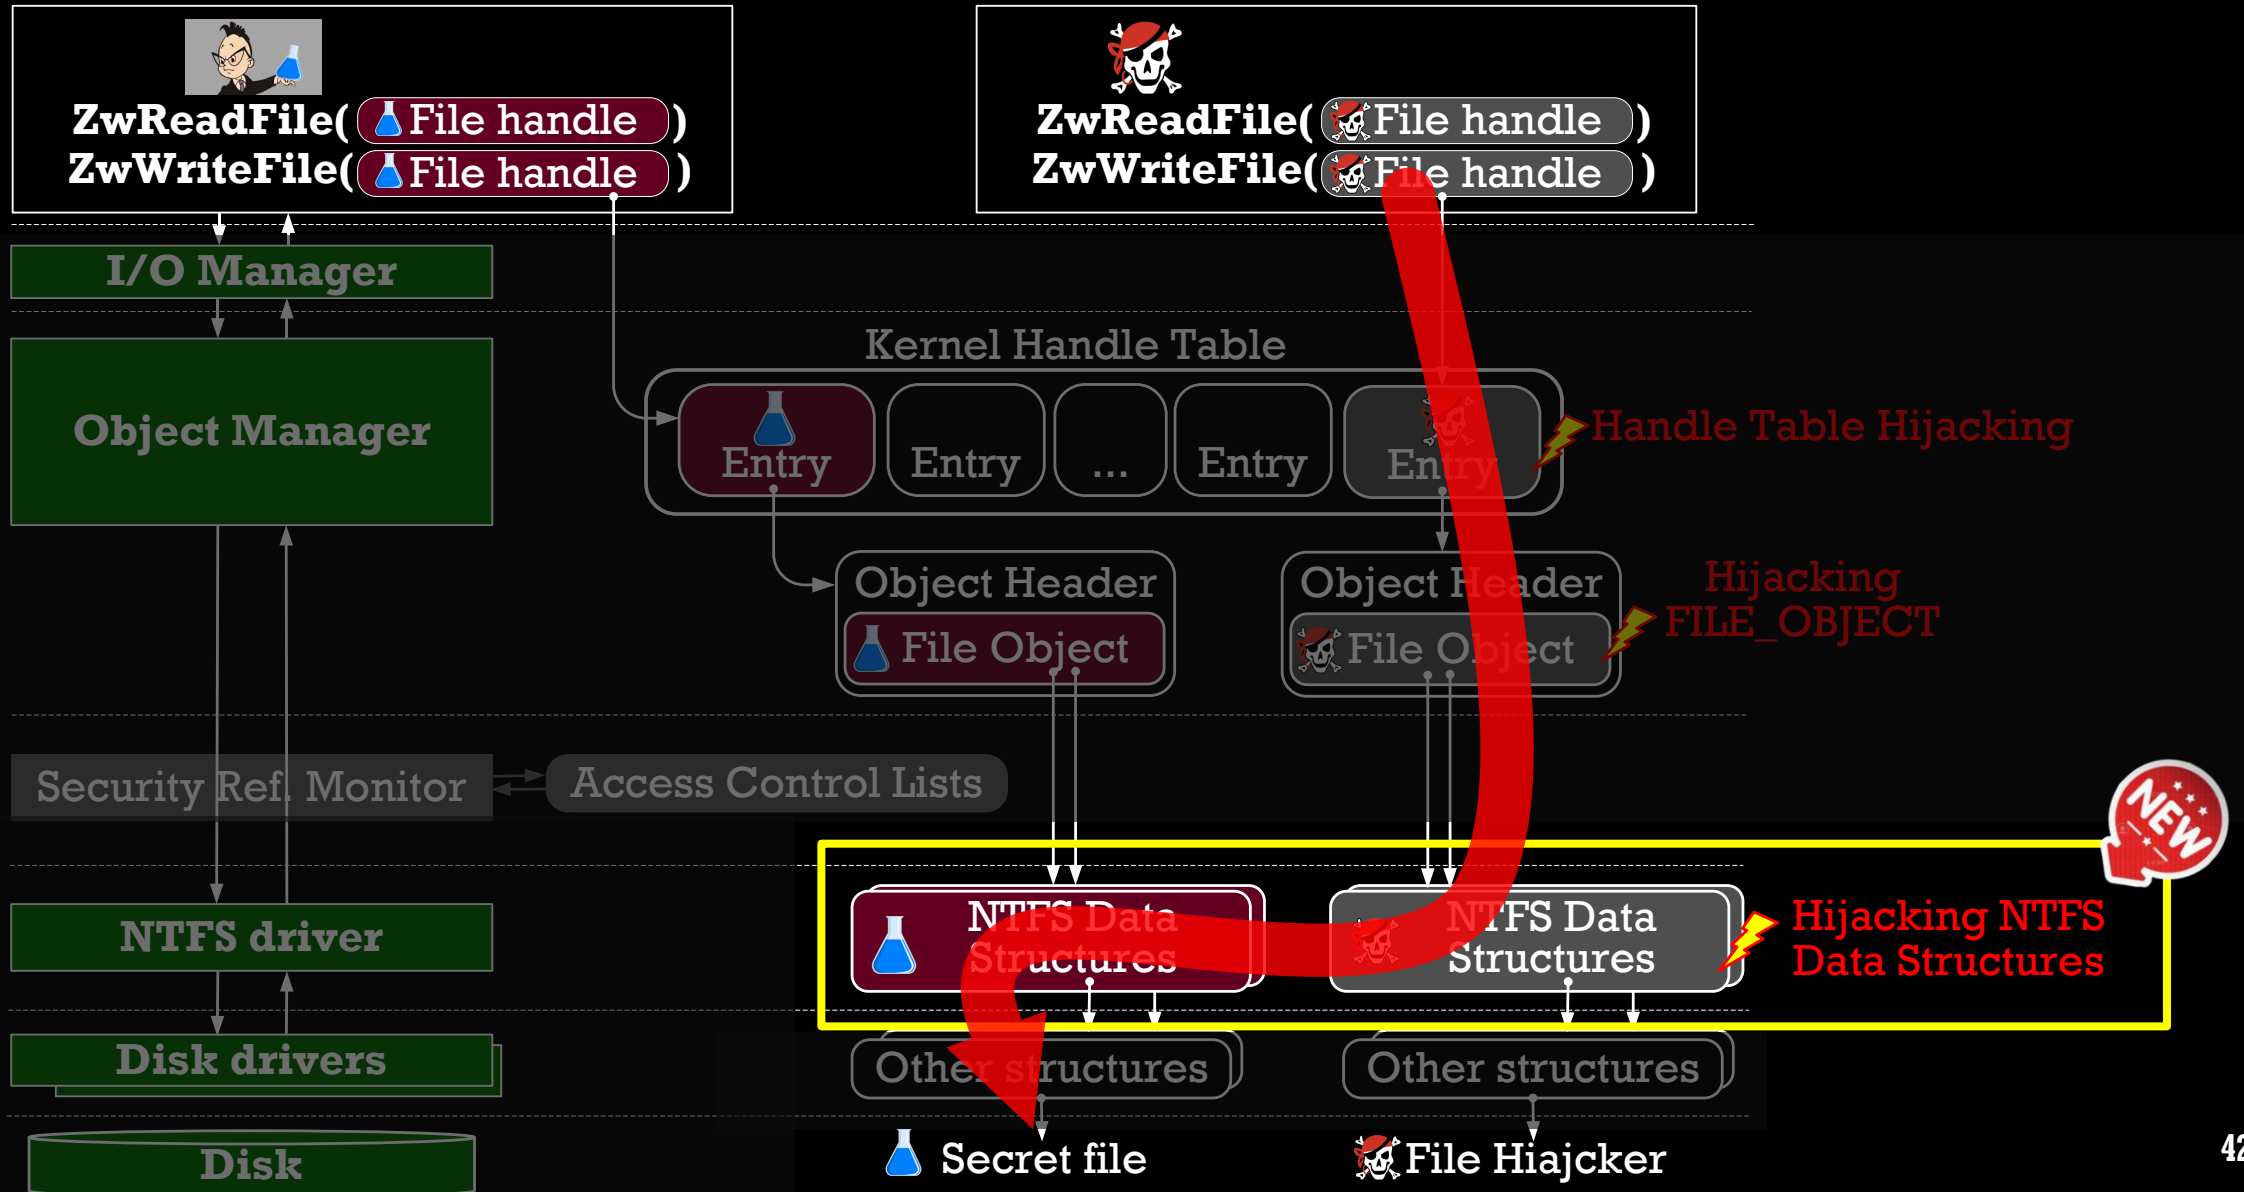 ZwReadFile( File handle )
ZwWriteFile( File handle )
ZwReadFile( File handle )
ZwWriteFile( File handle )
I/O Manager
Kernel Handle Table
Object Manager
Entry
Entry
...
Entry
Entry
Handle Table Hijacking
Object Header
File Object
Object Header
File Object
Hijacking
FILE_OBJECT
Security Ref. Monitor
Access Control Lists
NEW
NTFS driver
NTFS Data
Structures
NTFS Data
Structures
Hijacking NTFS
Data Structures
Disk drivers
Other structures
Other structures
Disk
Secret file
File Hiajcker
42